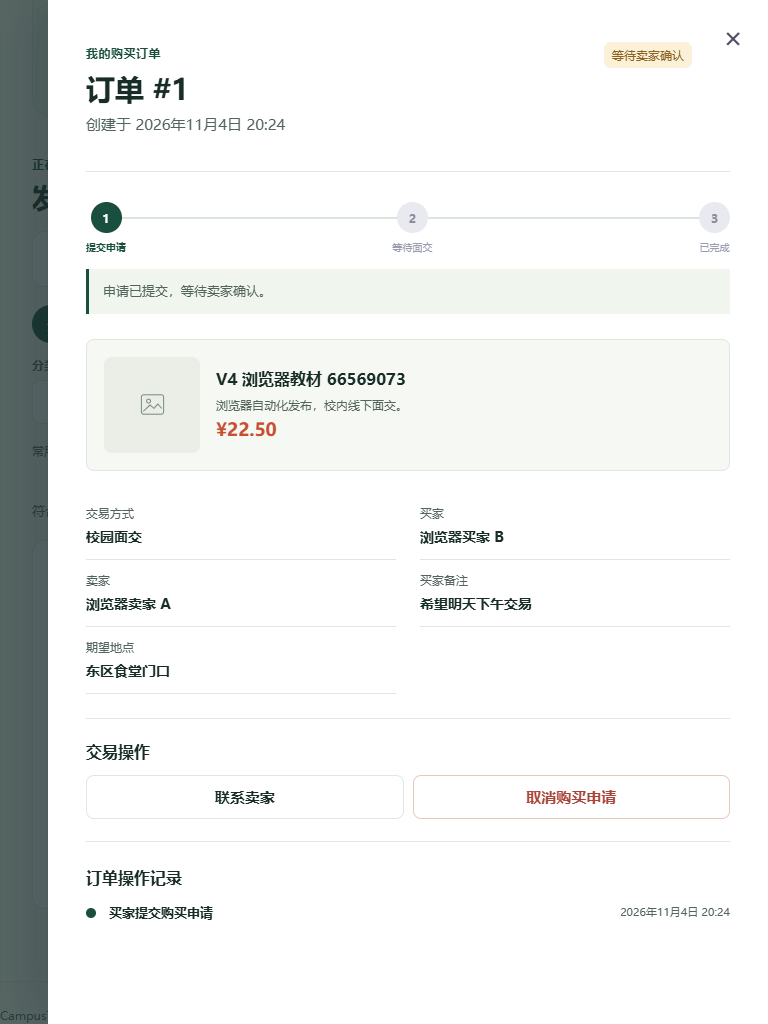 我的购买订单
等待卖家确认
订单 #1
创建于 2026年11月4日 20:24
1
2
3
提交申请
等待面交
已完成
申请已提交，等待卖家确认。
V4 浏览器教材 66569073
浏览器自动化发布，校内线下面交。
¥22.50
交易方式
校园面交
买家
浏览器买家 B
卖家
浏览器卖家 A
买家备注
希望明天下午交易
期望地点
东区食堂门口
交易操作
联系卖家
取消购买申请
订单操作记录
买家提交购买申请
2026年11月4日 20:24
Campus